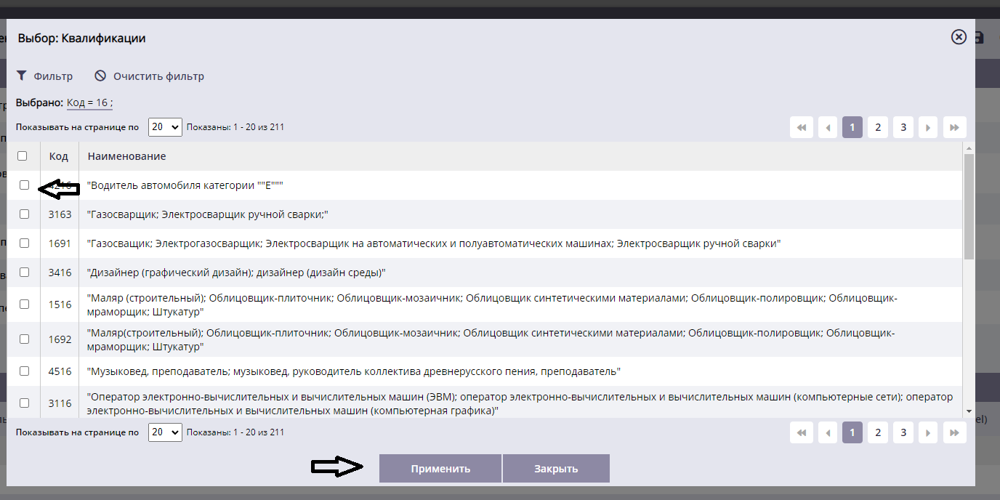 Выбор: Квалификации
Фильтр Очистить фильтр
Выбрано: Код = 16 ;
Показывать на странице по 20 Показаны: 1 - 20 из 211 1 2 3
Код Наименование
4216 "Водитель автомобиля категории ""Е"""
3163 "Газосварщик; Электросварщик ручной сварки;"
1691 "Газосващик; Электрогазосварщик; Электросварщик на автоматических и полуавтоматических машинах; Электросварщик ручной сварки"
3416 "Дизайнер (графический дизайн); дизайнер (дизайн среды)"
1516 "Маляр (строительный); Облицовщик-плиточник; Облицовщик-мозаичник; Облицовщик синтетическими материалами; Облицовщик-полировщик; Облицовщик-
мраморщик; Штукатур"
1692 "Маляр(строительный); Облицовщик-плиточник; Облицовщик-мозаичник; Облицовщик синтетическими материалами; Облицовщик-полировщик; Облицовщик-
мраморщик; Штукатур"
4516 "Музыковед, преподаватель; музыковед, руководитель коллектива древнерусского пения, преподаватель"
3116 "Оператор электронно-вычислительных и вычислительных машин (ЭВМ); оператор электронно-вычислительных и вычислительных машин (компьютерные сети); оператор
электронно-вычислительных и вычислительных машин (компьютерная графика)"
Показывать на странице по 20 Показаны: 1 - 20 из 211 1 2 3
Применить Закрыть